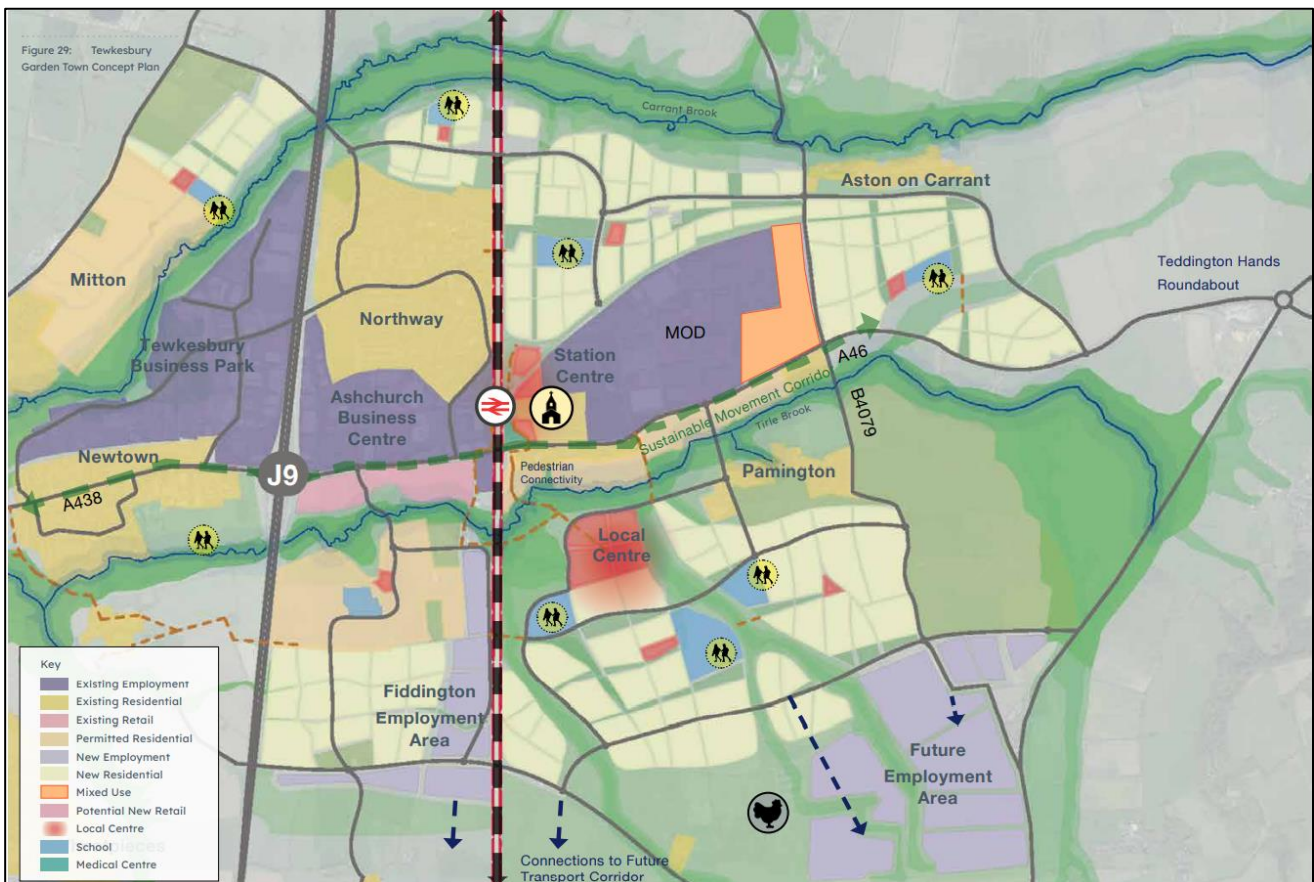 Figure 29: Tewkesbury
Garden Town Concept Plan
Carrant Brook
Aston on Carrant
Mitton
Teddington Hands
Roundabout
Northway
MOD
Station
Centre
Tewkesbury
Business Park
A46
Ashchurch
Business
Centre
Sustainable Movement Corrido
Tirle Brook
B4079
Newtown
J9
A438
Pedestrian
Connectivity
Pamington
Local
Centre
Key
Existing Employment
Existing Residential
Existing Retail
Permitted Residential
New Employment
New Residential
Mixed Use
Potential New Retail
Local Centre
School
Medical Centre
Fiddington
Employment
Area
Future
Employment
Area
Connections to Future
Transport Corridor